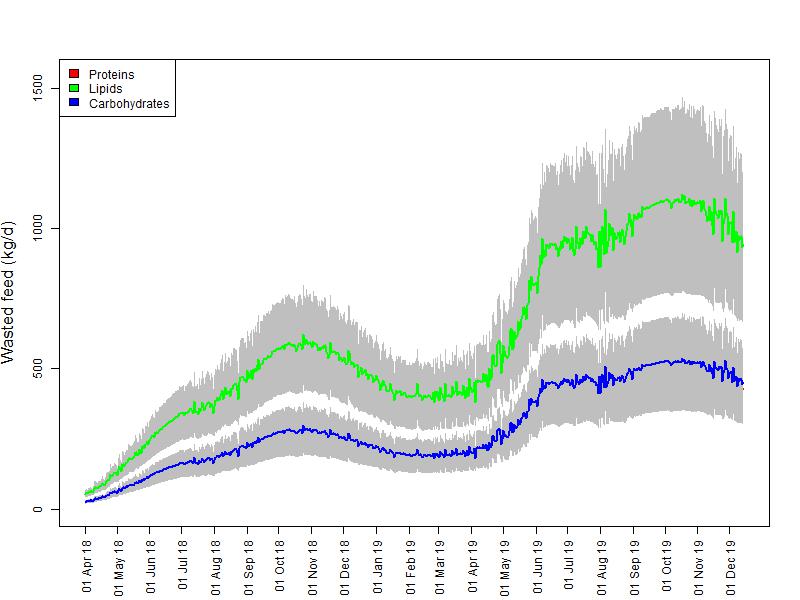 Proteins
Lipids
Carbohydrates
Wasted feed (kg/d)
1500
1000
500
0
01 Apr 18
01 May 18
01 Jun 18
01 Jul 18
01 Aug 18
01 Sep 18
01 Oct 18
01 Nov 18
01 Dec 18
01 Jan 19
01 Feb 19
01 Mar 19
01 Apr 19
01 May 19
01 Jun 19
01 Jul 19
01 Aug 19
01 Sep 19
01 Oct 19
01 Nov 19
01 Dec 19